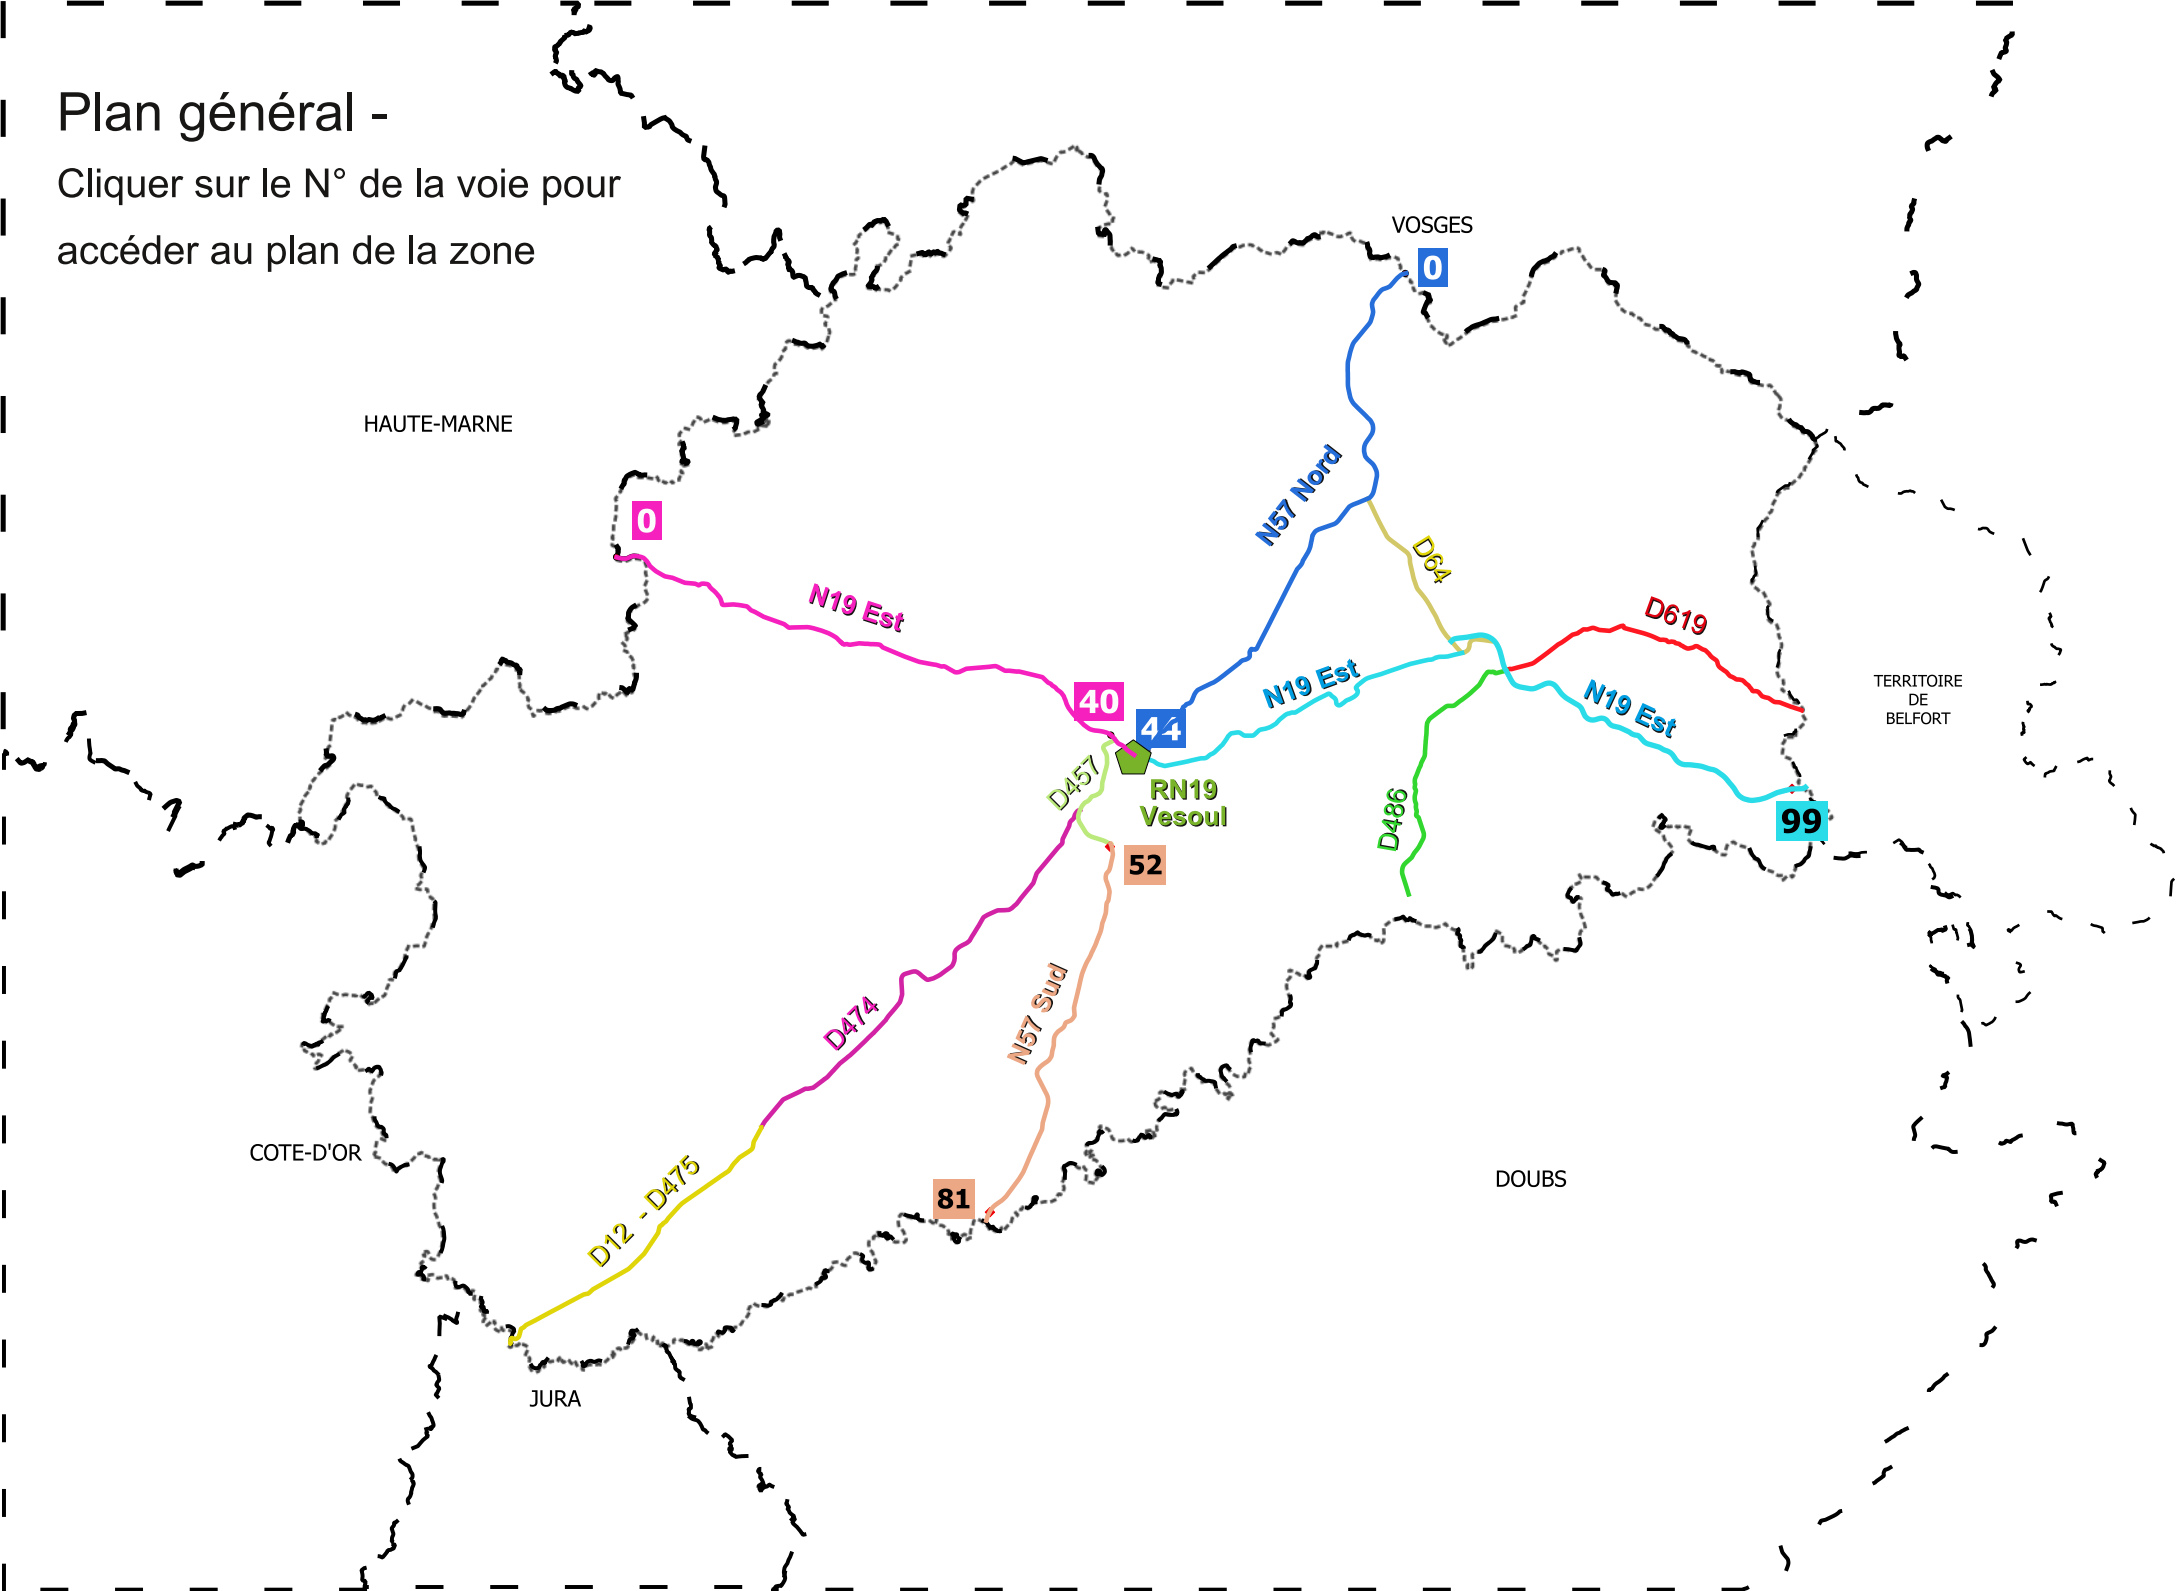 Plan général -
Cliquer sur le N° de la voie pour
accéder au plan de la zone
VOSGES
0
HAUTE-MARNE
N57 Nord
0
D64
N19 Est
D619
N19 Est
TERRITOIRE
DE
BELFORT
40
44
N19 Est
D457
RN19
Vesoul
D486
99
52
D474
N57 Sud
COTE-D'OR
DOUBS
D12 - D475
81
JURA